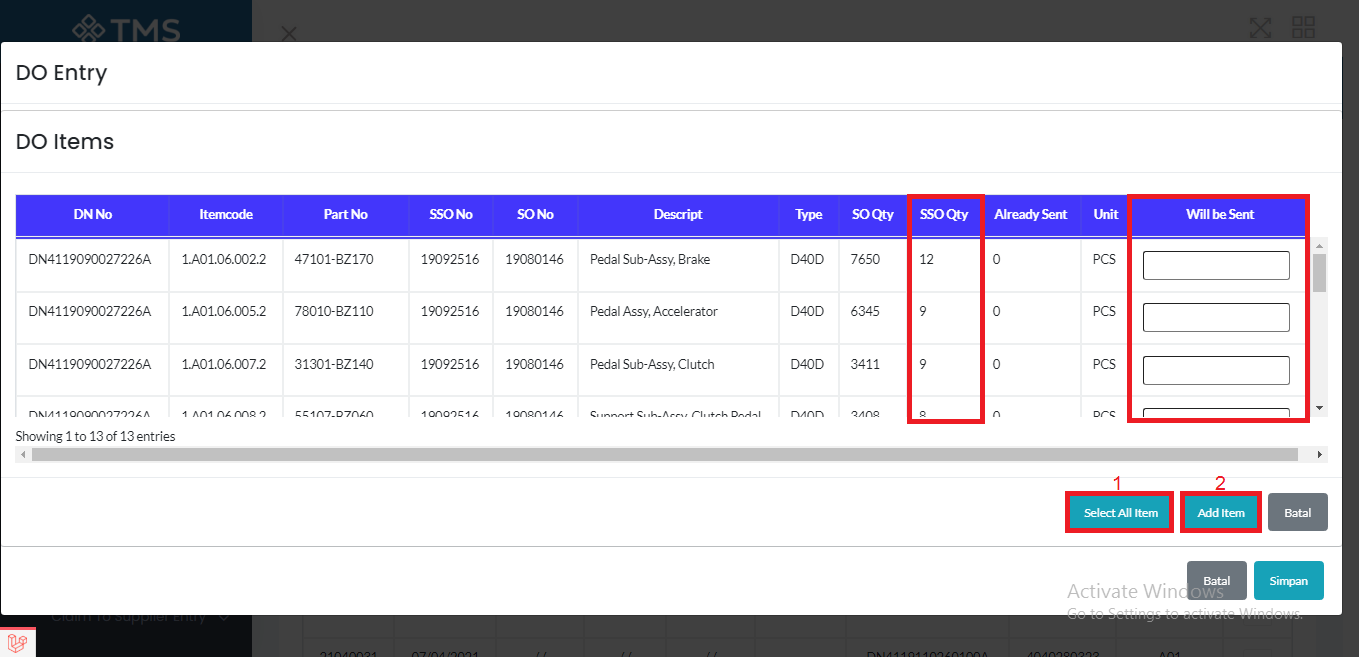 TMS
DO Entry
DO Items
DN No Itemcode Part No SSO No SO No Descript Type SO Qty SSO Qty Already Sent Unit Will be Sent
DN4119090027226A 1.A01.06.002.2 47101-BZ170 19092516 19080146 Pedal Sub-Assy, Brake D40D 7650 12 0 PCS
DN4119090027226A 1.A01.06.005.2 78010-BZ110 19092516 19080146 Pedal Assy, Accelerator D40D 6345 9 0 PCS
DN4119090027226A 1.A01.06.007.2 31301-BZ140 19092516 19080146 Pedal Sub-Assy, Clutch D40D 3411 9 0 PCS
DN4119090027226A 1.A01.06.008.2 55107-BZ060 19092516 19080146 Support Sub-Assy, Clutch Pedal D40D 3408 8 0 PCS
Showing 1 to 13 of 13 entries
1 2
Select All Item Add Item Batal
Batal Simpan
Activate Windows
Go to Settings to activate Windows.
Claim To Supplier Entry
21040031 07/04/2021 // // // 4040280323 A01